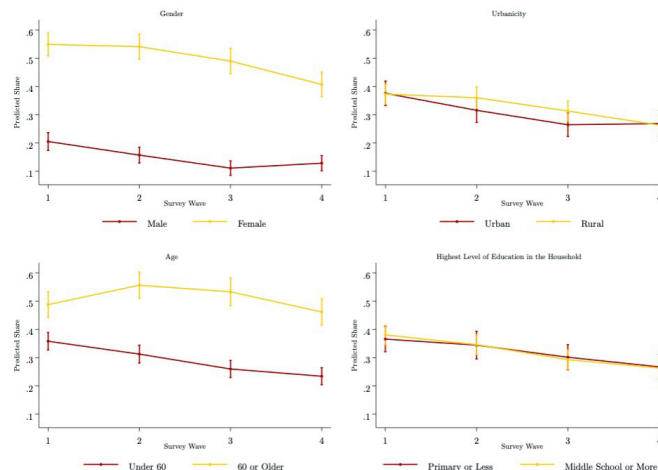 Gender
.6
.5
.4
.3
.2
.1
Predicted Share
1 2 3 4
Survey Wave
Male Female
Urbanicity
.6
.5
.4
.3
.2
.1
Predicted Share
1 2 3 4
Survey Wave
Urban Rural
Age
.6
.5
.4
.3
.2
.1
Predicted Share
1 2 3 4
Survey Wave
Under 60 60 or Older
Highest Level of Education in the Household
.6
.5
.4
.3
.2
.1
Predicted Share
1 2 3 4
Survey Wave
Primary or Less Middle School or More